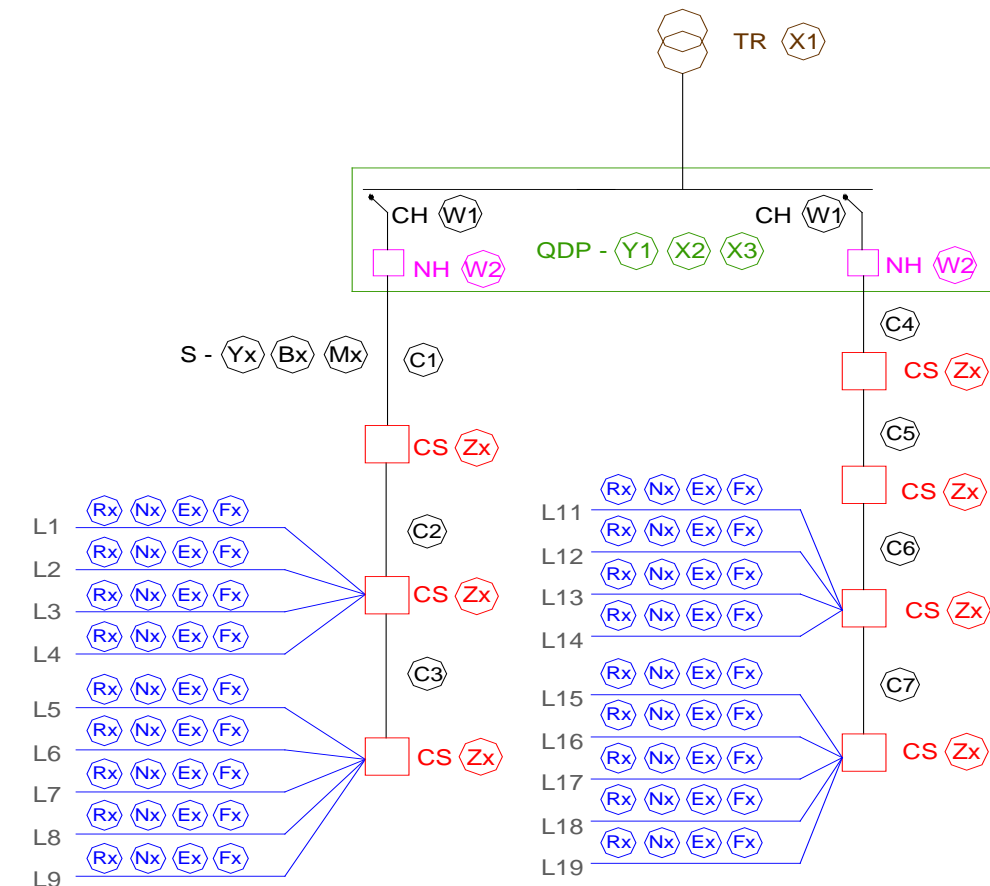 TR X1
CH W1
CH W1
QDP - Y1 X2 X3
NH W2
NH W2
S - Yx Bx Mx C1
C4
CS Zx
CS Zx
C5
CS Zx
Rx Nx Ex Fx
L1
C2
Rx Nx Ex Fx
L2
Rx Nx Ex Fx
L3
CS Zx
Rx Nx Ex Fx
L4
C3
Rx Nx Ex Fx
L5
Rx Nx Ex Fx
L6
CS Zx
Rx Nx Ex Fx
L7
Rx Nx Ex Fx
L8
Rx Nx Ex Fx
L9
Rx Nx Ex Fx
L11
Rx Nx Ex Fx
L12
C6
Rx Nx Ex Fx
L13
CS Zx
Rx Nx Ex Fx
L14
C7
Rx Nx Ex Fx
L15
Rx Nx Ex Fx
L16
CS Zx
Rx Nx Ex Fx
L17
Rx Nx Ex Fx
L18
Rx Nx Ex Fx
L19